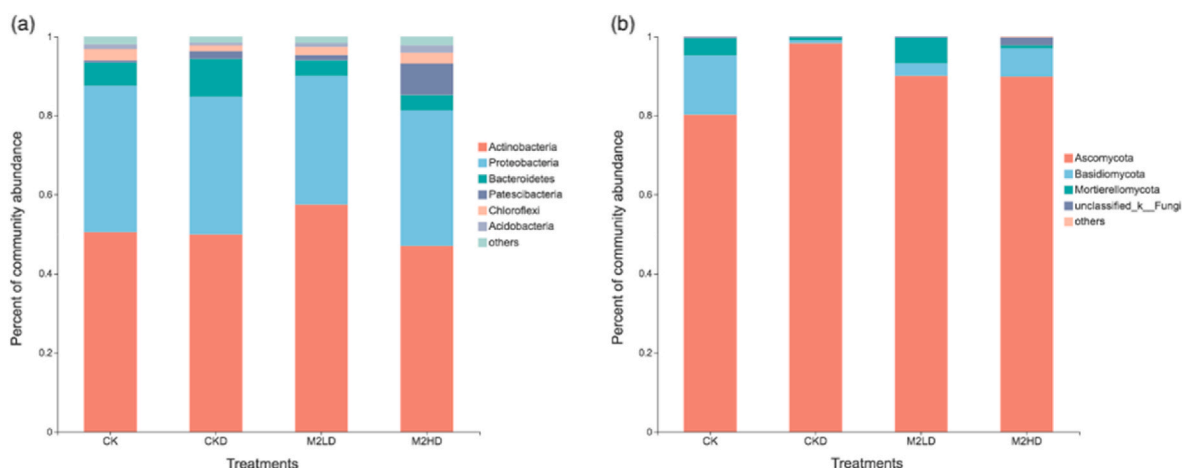 (a)
Percent of community abundance
1
0.8
0.6
0.4
0.2
0
CK
CKD
M2LD
M2HD
Treatments
Actinobacteria
Proteobacteria
Bacteroidetes
Patescibacteria
Chloroflexi
Acidobacteria
others
(b)
Percent of community abundance
1
0.8
0.6
0.4
0.2
0
CK
CKD
M2LD
M2HD
Treatments
Ascomycota
Basidiomycota
Mortierellomycota
unclassified_k__Fungi
others